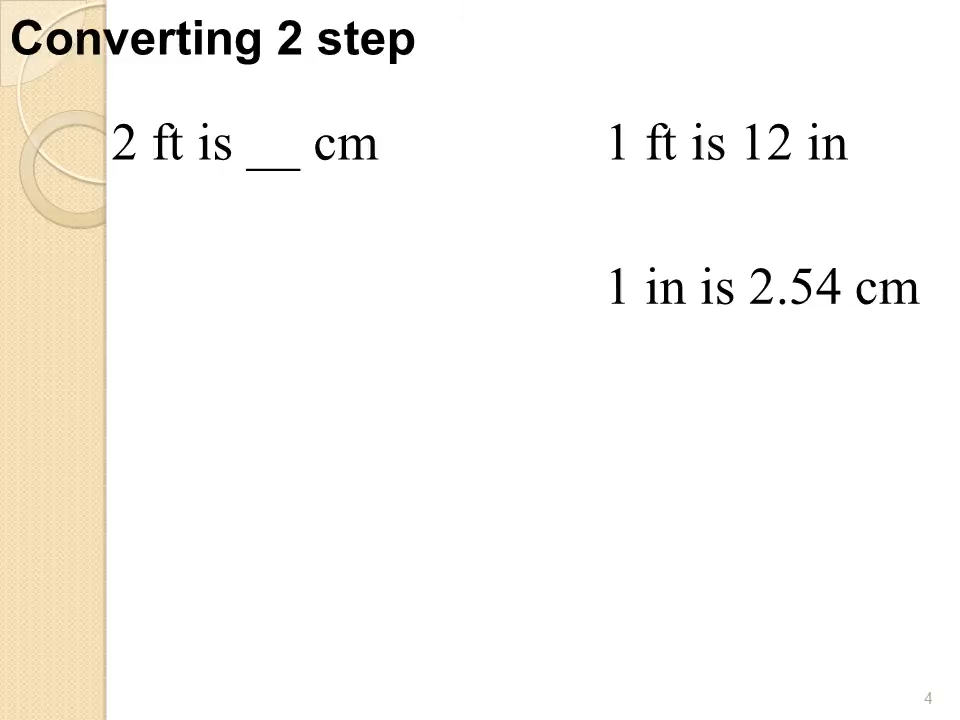 Converting 2 step
2 ft is __ cm
1 ft is 12 in
1 in is 2.54 cm
4